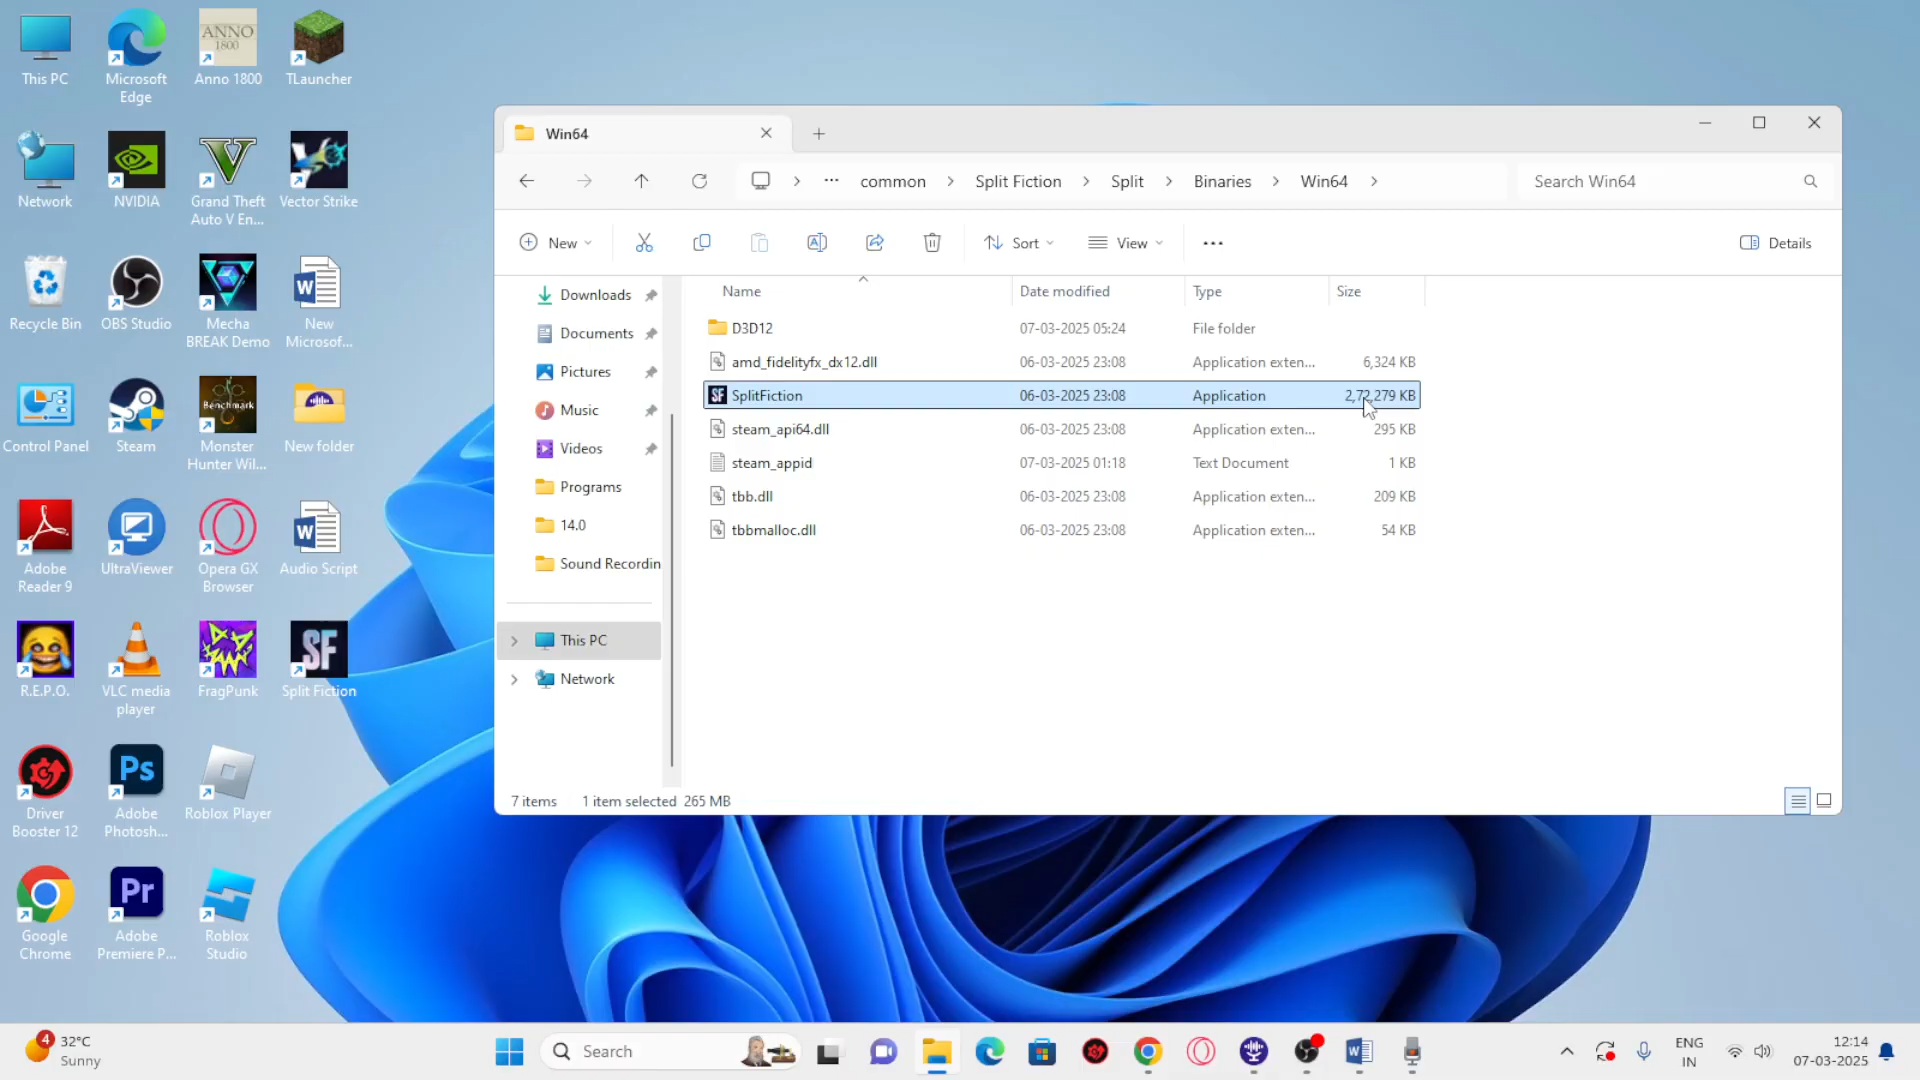 This PC
Microsoft
Edge
ANNO
1800
Anno 1800
TLauncher
Network
NVIDIA
Grand Theft
Auto V En...
Vector Strike
Recycle Bin
OBS Studio
Mecha
BREAK Demo
New
Microsof...
Control Panel
Steam
Benchmark
Monster
Hunter Wil...
New folder
Adobe
Reader 9
UltraViewer
Opera GX
Browser
Audio Script
R.E.P.O.
VLC media
player
FragPunk
SF
Split Fiction
Driver
Booster 12
Ps
Adobe
Photosh...
Roblox Player
Google
Chrome
Pr
Adobe
Premiere P...
Roblox
Studio
Win64
common
Split Fiction
Split
Binaries
Win64
Search Win64
New
Sort
View
Details
Downloads
Documents
Pictures
Music
Videos
Programs
14.0
Sound Recordin
This PC
Network
Name Date modified Type Size
D3D12 07-03-2025 05:24 File folder
amd_fidelityfx_dx12.dll 06-03-2025 23:08 Application exten... 6,324 KB
SF SplitFiction 06-03-2025 23:08 Application 2,72,279 KB
steam_api64.dll 06-03-2025 23:08 Application exten... 295 KB
steam_appid 07-03-2025 01:18 Text Document 1 KB
tbb.dll 06-03-2025 23:08 Application exten... 209 KB
tbbmalloc.dll 06-03-2025 23:08 Application exten... 54 KB
7 items 1 item selected 265 MB
4
32°C
Sunny
Search
ENG
IN
12:14
07-03-2025